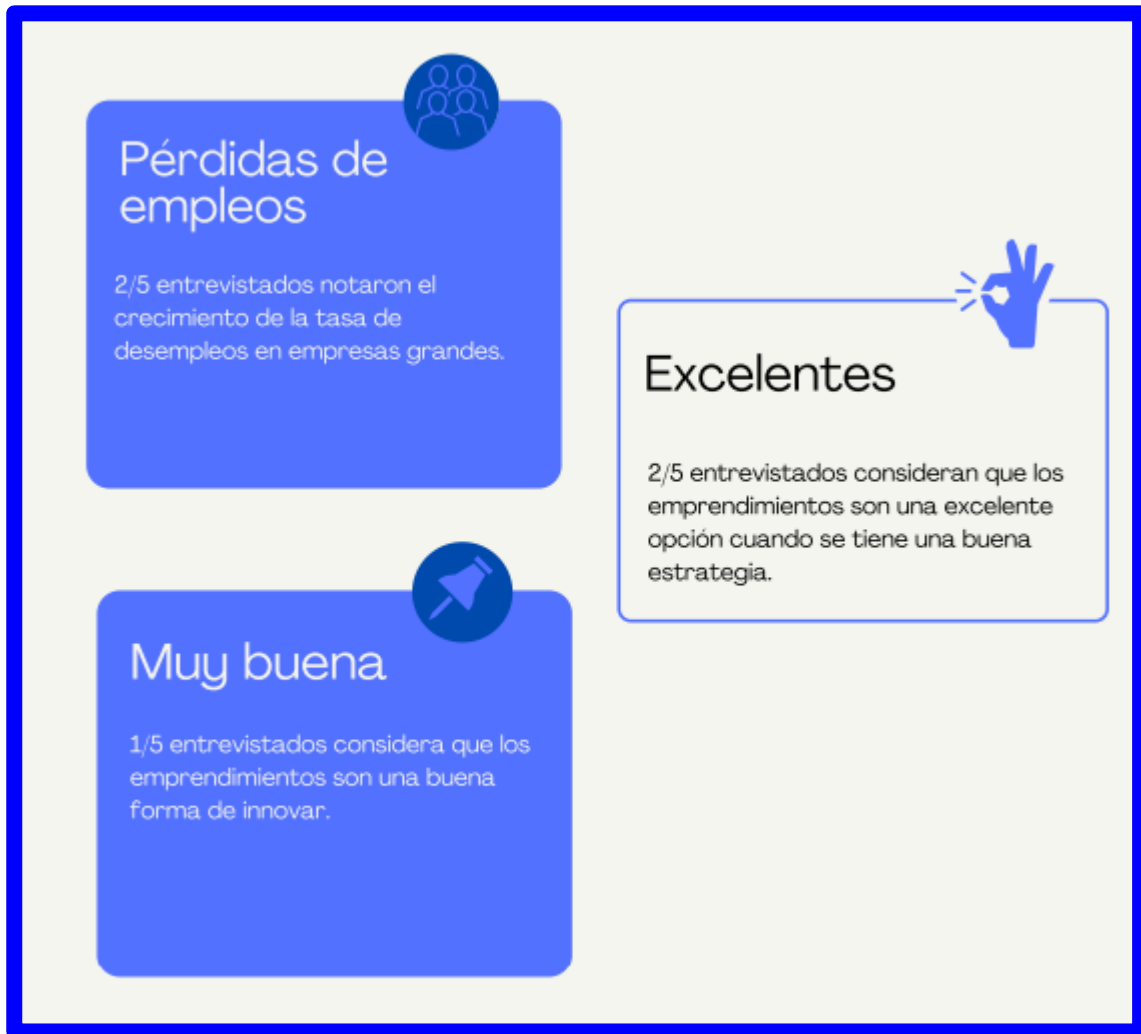 Pérdidas de
empleos
2/5 entrevistados notaron el
crecimiento de la tasa de
desempleos en empresas grandes.
Excelentes
2/5 entrevistados consideran que los
emprendimientos son una excelente
opción cuando se tiene una buena
estrategia.
Muy buena
1/5 entrevistados considera que los
emprendimientos son una buena
forma de innovar.